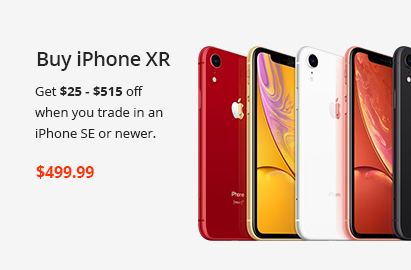 Buy iPhone XR
Get $25 - $515 off
when you trade in an
iPhone SE or newer.
$499.99